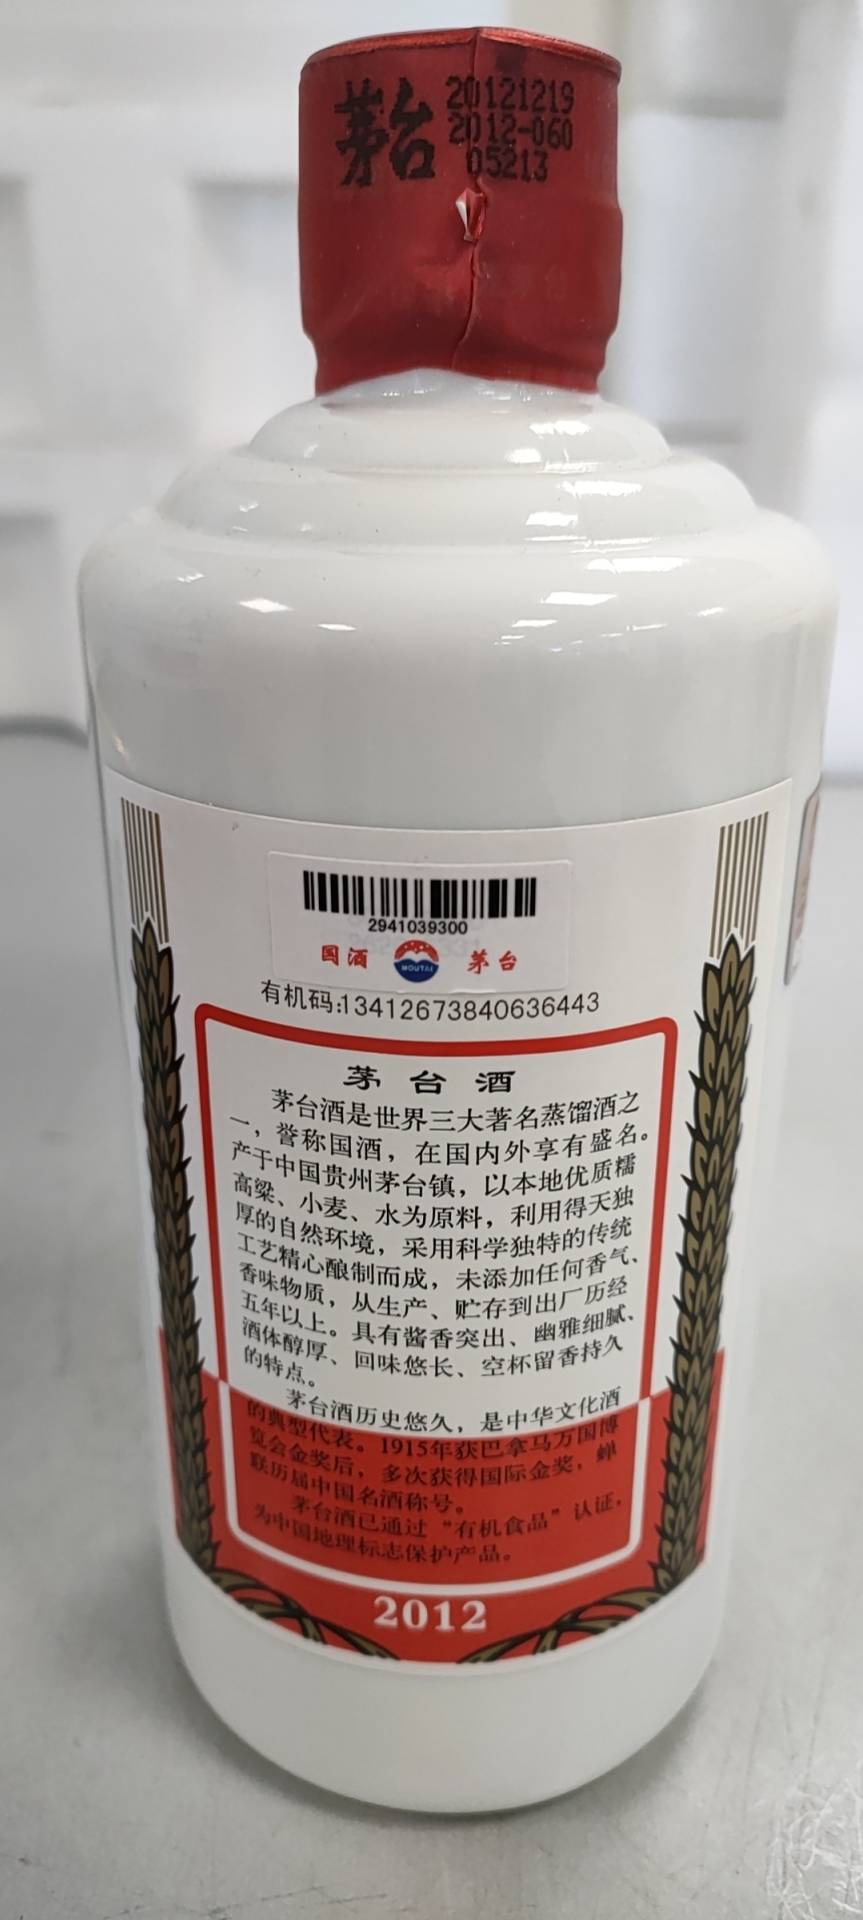 茅台
20121219
2012-060
05213
2941039300
国酒 MOUTAI 茅台
有机码:13412673840636443
茅台酒
茅台酒是世界三大著名蒸馏酒之
一，誉称国酒，在国内外享有盛名。
产于中国贵州茅台镇，以本地优质糯
高粱、小麦、水为原料，利用得天独
厚的自然环境，采用科学独特的传统
工艺精心酿制而成，未添加任何香气、
香味物质，从生产、贮存到出厂历经
五年以上。具有酱香突出、幽雅细腻、
酒体醇厚、回味悠长、空杯留香持久
的特点。
茅台酒历史悠久，是中华文化酒
的典型代表。1915年获巴拿马万国博
览会金奖后，多次获得国际金奖，蝉
联历届中国名酒称号。
茅台酒已通过“有机食品”认证，
为中国地理标志保护产品。
2012